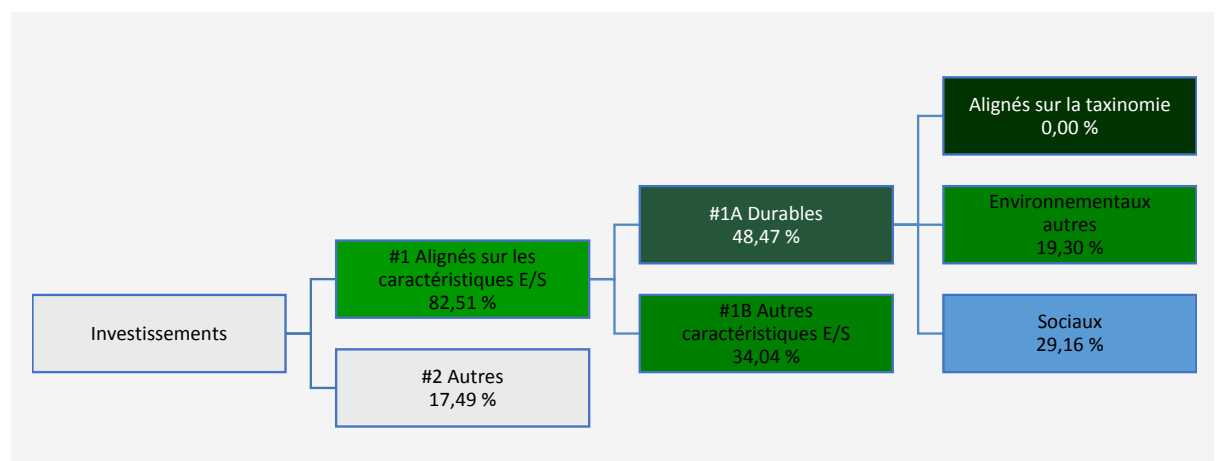 Investissements
#1 Alignés sur les
caractéristiques E/S
82,51 %
#2 Autres
17,49 %
#1A Durables
48,47 %
#1B Autres
caractéristiques E/S
34,04 %
Alignés sur la taxinomie
0,00 %
Environnementaux
autres
19,30 %
Sociaux
29,16 %